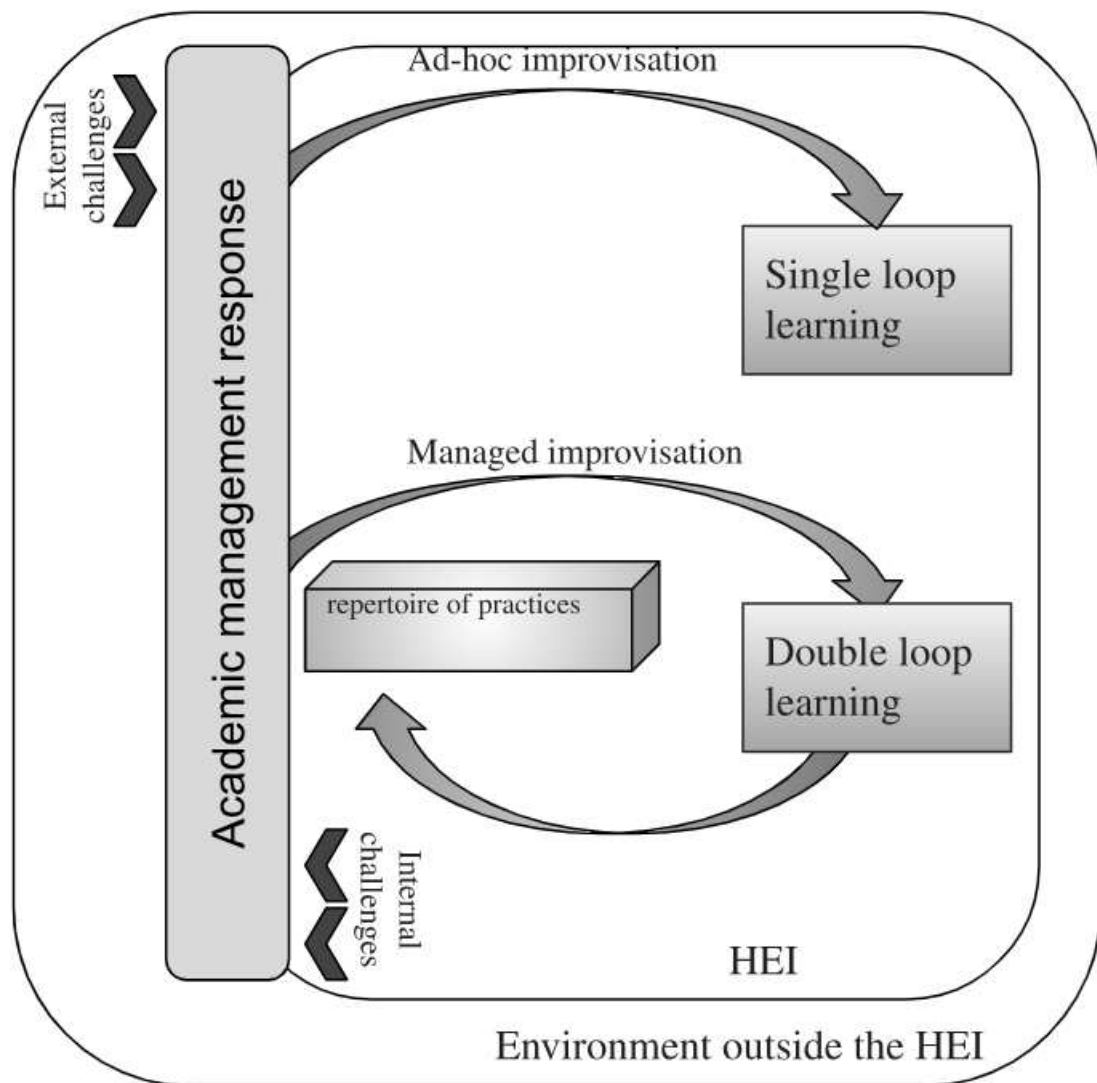 Ad-hoc improvisation
External
challenges
Academic management response
Single loop
learning
Managed improvisation
repertoire of practices
Double loop
learning
Internal
challenges
HEI
Environment outside the HEI